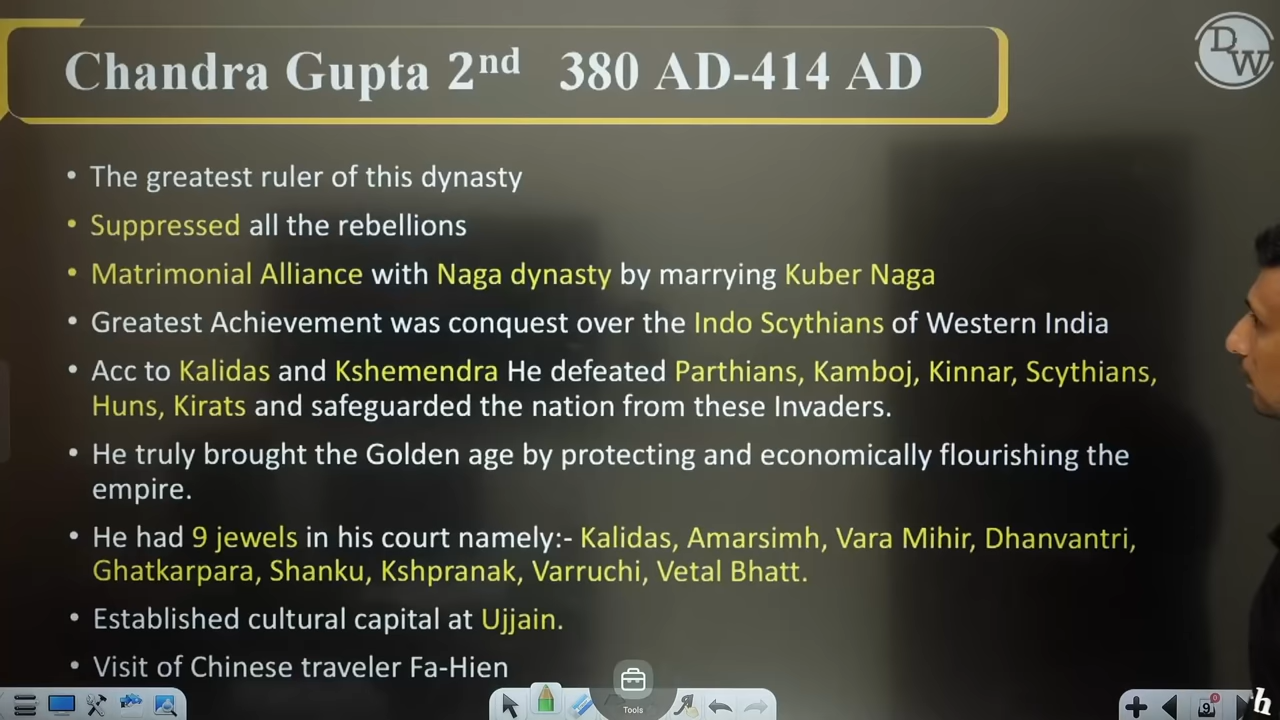 Chandra Gupta 2nd 380 AD-414 AD
DW
• The greatest ruler of this dynasty
• Suppressed all the rebellions
• Matrimonial Alliance with Naga dynasty by marrying Kuber Naga
• Greatest Achievement was conquest over the Indo Scythians of Western India
• Acc to Kalidas and Kshemendra He defeated Parthians, Kamboj, Kinnar, Scythians,
Huns, Kirats and safeguarded the nation from these Invaders.
• He truly brought the Golden age by protecting and economically flourishing the
empire.
• He had 9 jewels in his court namely:- Kalidas, Amarsimh, Vara Mihir, Dhanvantri,
Ghatkarpara, Shanku, Kshpranak, Varruchi, Vetal Bhatt.
• Established cultural capital at Ujjain.
• Visit of Chinese traveler Fa-Hien
Tools
9
h